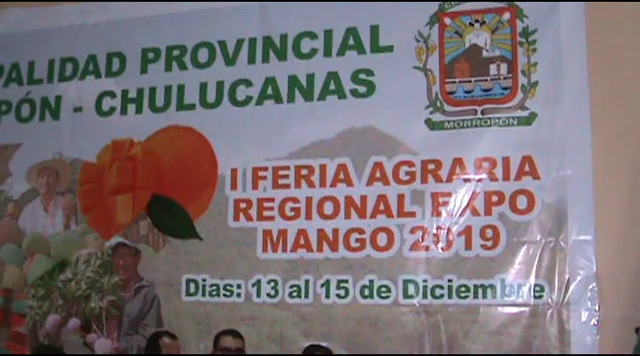 PALIDAD PROVINCIAL
PÓN - CHULUCANAS
MORROPÓN
I FERIA AGRARIA
REGIONAL EXPO
MANGO 2019
Dias: 13 al 15 de Diciembre